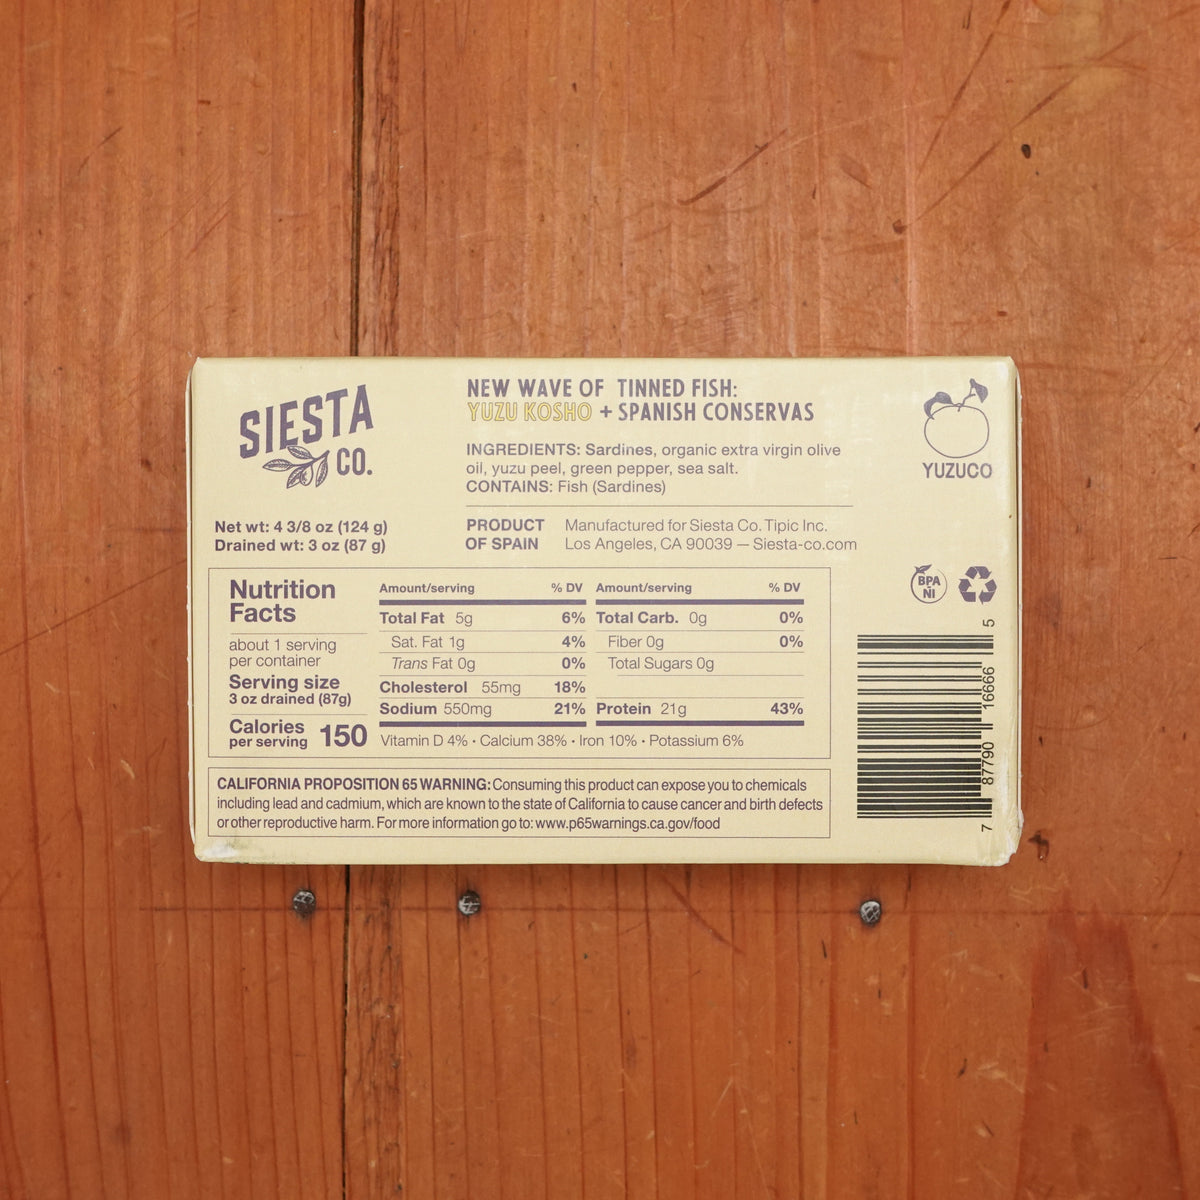 SIESTA
CO.
NEW WAVE OF TINNED FISH:
YUZU KOSHO + SPANISH CONSERVAS
INGREDIENTS: Sardines, organic extra virgin olive
oil, yuzu peel, green pepper, sea salt.
CONTAINS: Fish (Sardines)
YUZUCO
Net wt: 4 3/8 oz (124 g)
Drained wt: 3 oz (87 g)
PRODUCT
OF SPAIN
Manufactured for Siesta Co. Tipic Inc.
Los Angeles, CA 90039 — Siesta-co.com
Nutrition
Facts
about 1 serving
per container
Serving size
3 oz drained (87g)
Calories
per serving 150
Amount/serving % DV
Total Fat 5g 6%
Sat. Fat 1g 4%
Trans Fat 0g 0%
Cholesterol 55mg 18%
Sodium 550mg 21%
Amount/serving % DV
Total Carb. 0g 0%
Fiber 0g 0%
Total Sugars 0g
Protein 21g 43%
Vitamin D 4% • Calcium 38% • Iron 10% • Potassium 6%
BPA
NI
CALIFORNIA PROPOSITION 65 WARNING: Consuming this product can expose you to chemicals
including lead and cadmium, which are known to the state of California to cause cancer and birth defects
or other reproductive harm. For more information go to: www.p65warnings.ca.gov/food
7 87790 16666 5